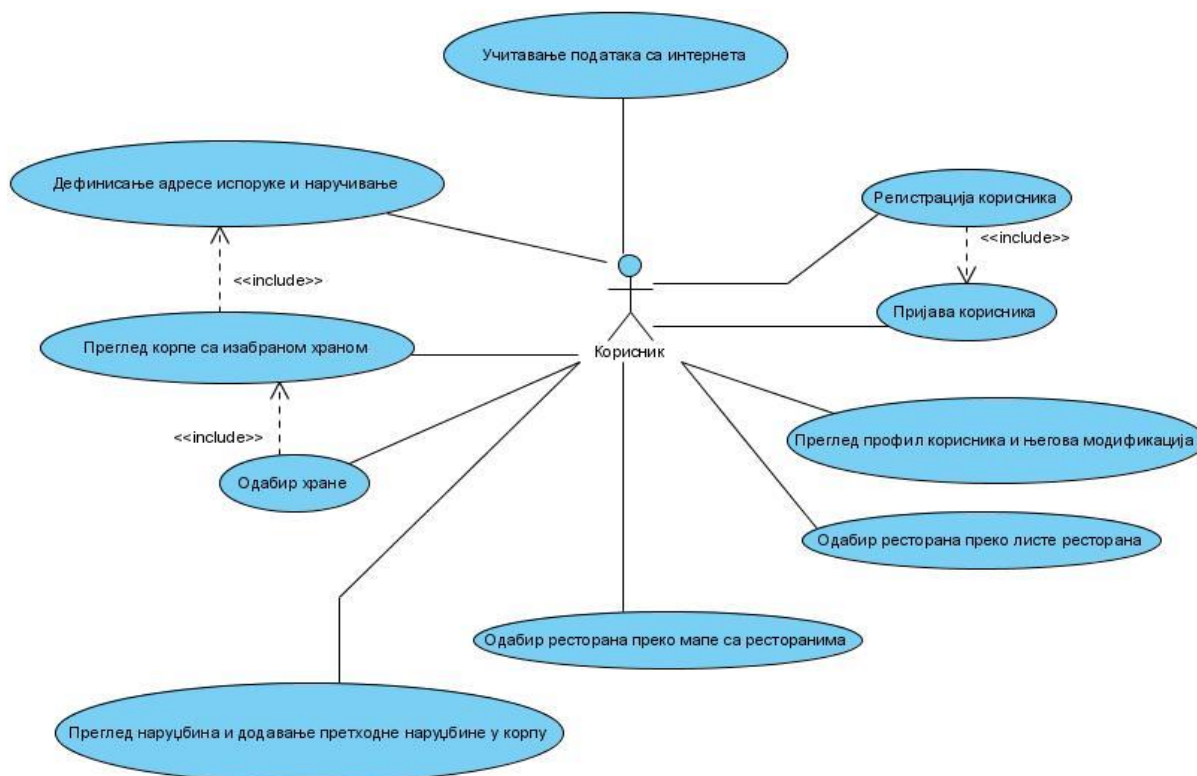 Учитавање података са интернета
Дефинисање адресе испоруке и наручивање
Регистрација корисника
<<include>>
<<include>>
Пријава корисника
Преглед корпе са изабраном храном
Корисник
<<include>>
Преглед профил корисника и његова модификација
Одабир хране
Одабир ресторана преко листе ресторана
Одабир ресторана преко мапе са ресторанима
Преглед наруџбина и додавање претходне наруџбине у корпу